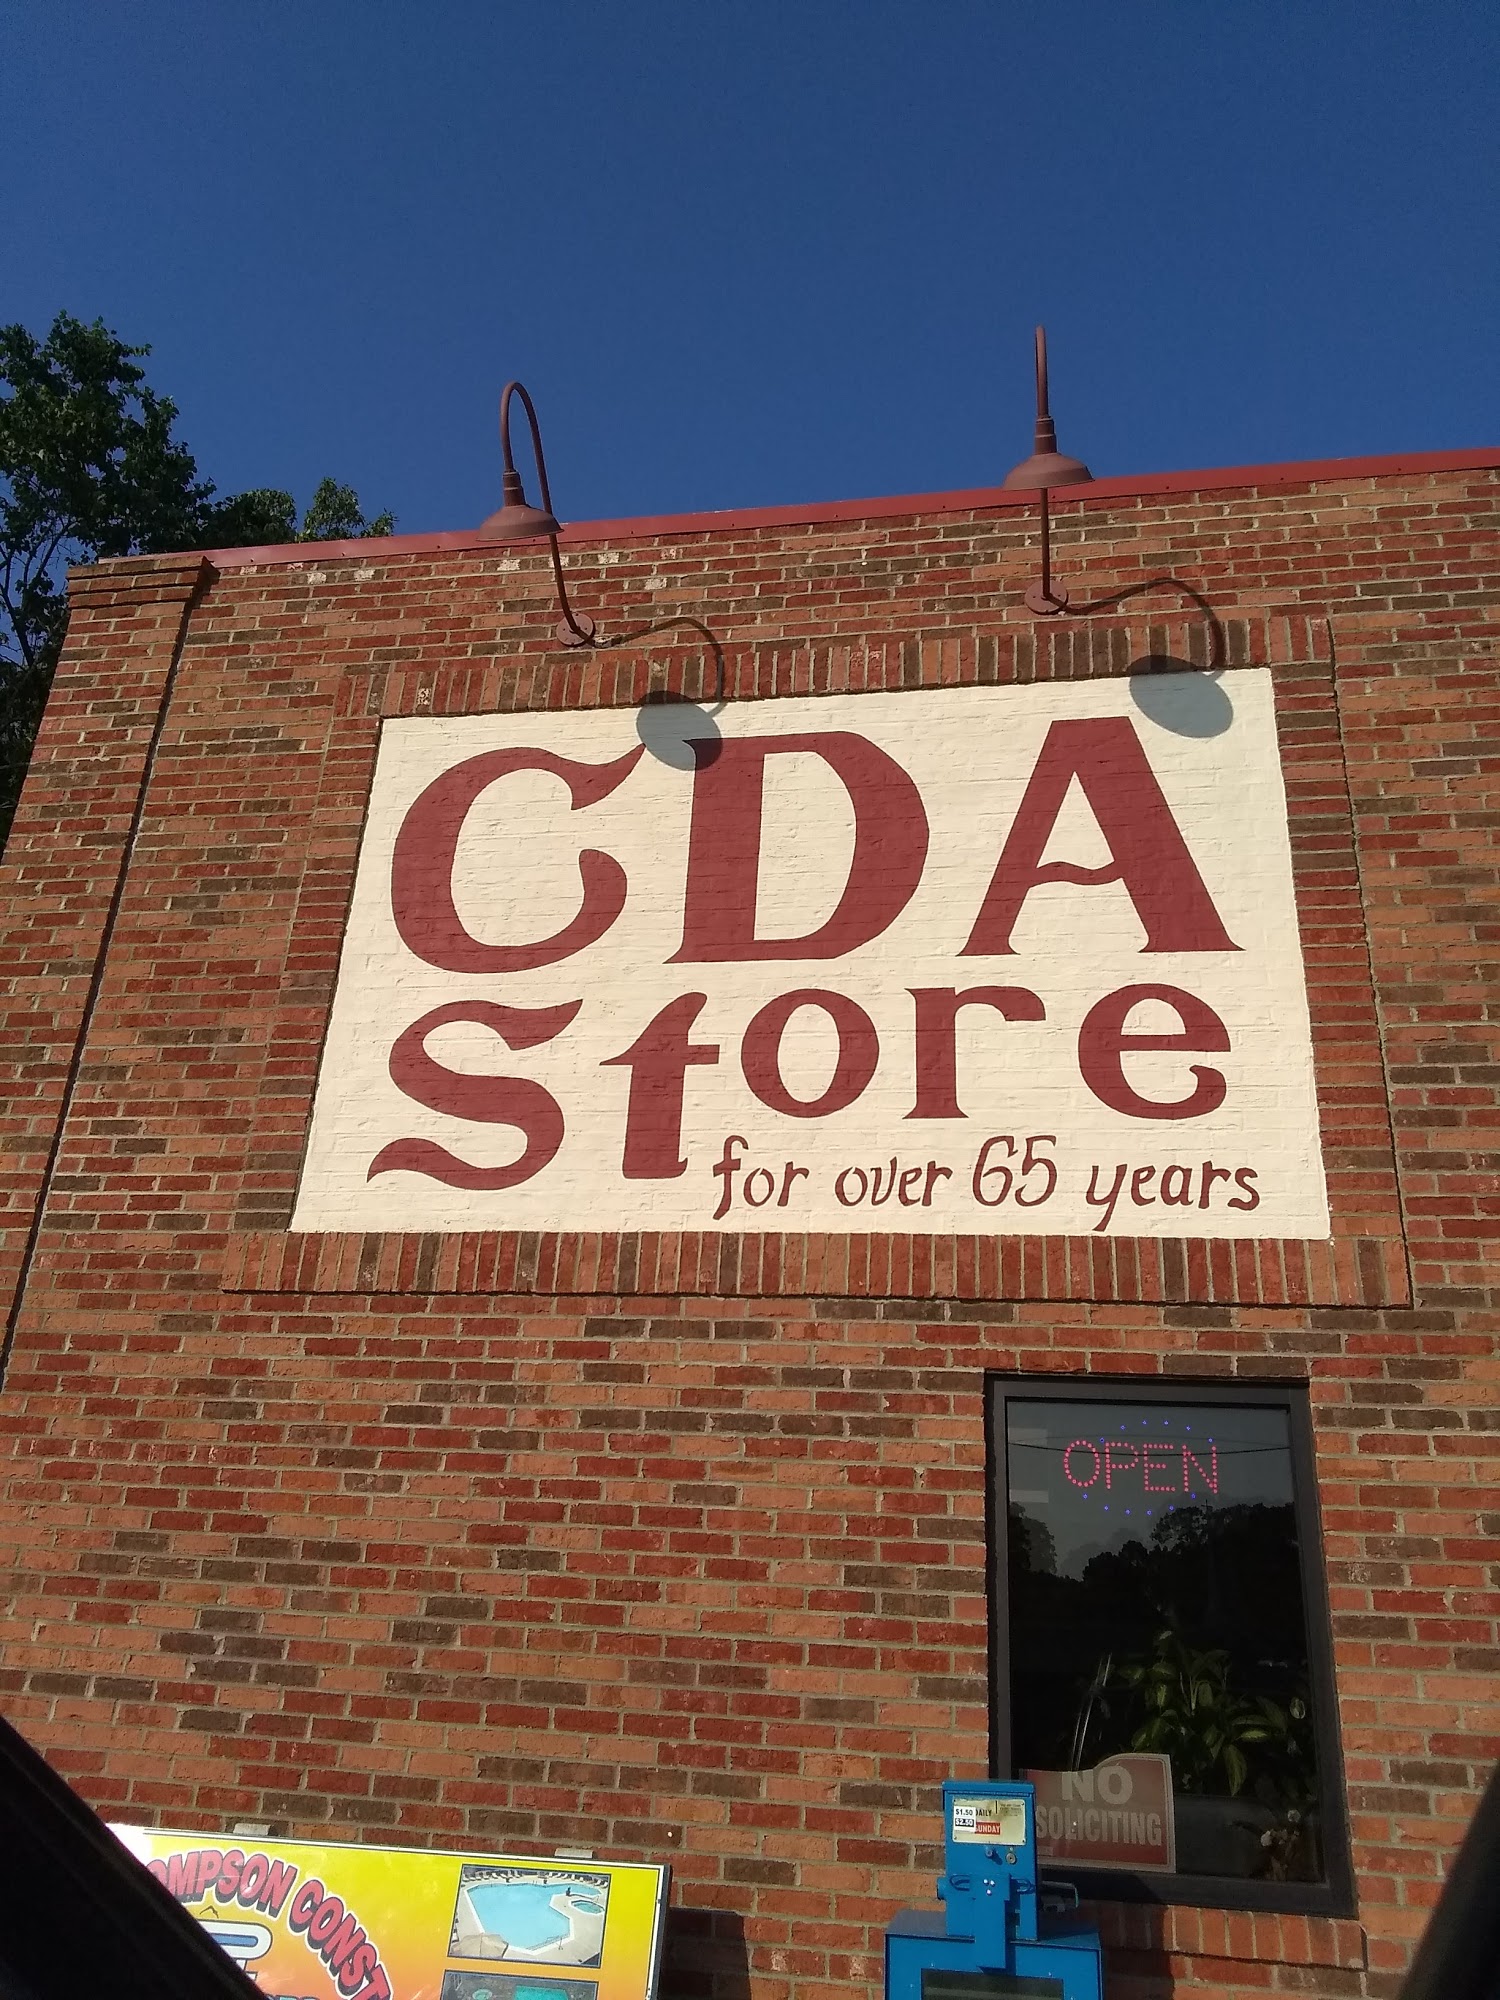 CDA
Store
for over 65 years
OPEN
NO
SOLICITING
$1.50 DAILY
$2.50 SUNDAY
OMPSON CONST